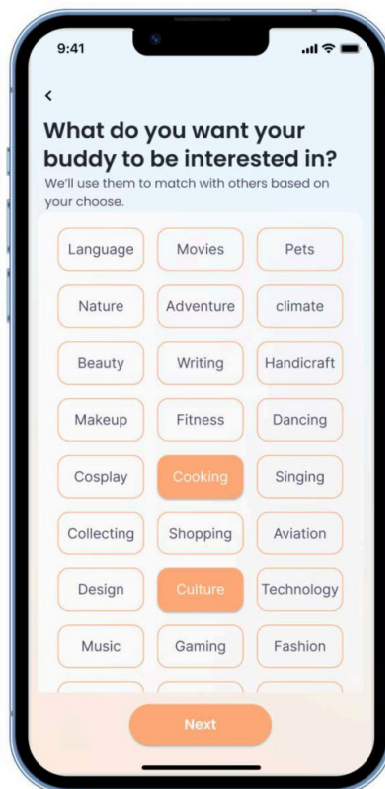 9:41
What do you want your
buddy to be interested in?
We'll use them to match with others based on
your choose.
Language Movies Pets
Nature Adventure climate
Beauty Writing Handicraft
Makeup Fitness Dancing
Cosplay Cooking Singing
Collecting Shopping Aviation
Design Culture Technology
Music Gaming Fashion
Next